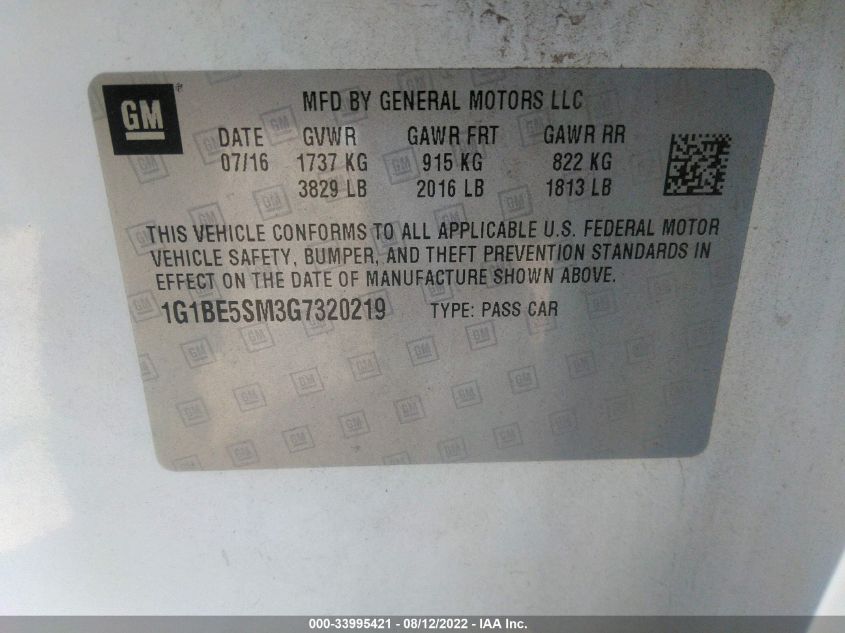 GM
MFD BY GENERAL MOTORS LLC
DATE GVWR GAWR FRT GAWR RR
07/16 1737 KG 915 KG 822 KG
3829 LB 2016 LB 1813 LB
THIS VEHICLE CONFORMS TO ALL APPLICABLE U.S. FEDERAL MOTOR
VEHICLE SAFETY, BUMPER, AND THEFT PREVENTION STANDARDS IN
EFFECT ON THE DATE OF MANUFACTURE SHOWN ABOVE.
1G1BE5SM3G7320219 TYPE: PASS CAR
000-33995421 - 08/12/2022 - IAA Inc.